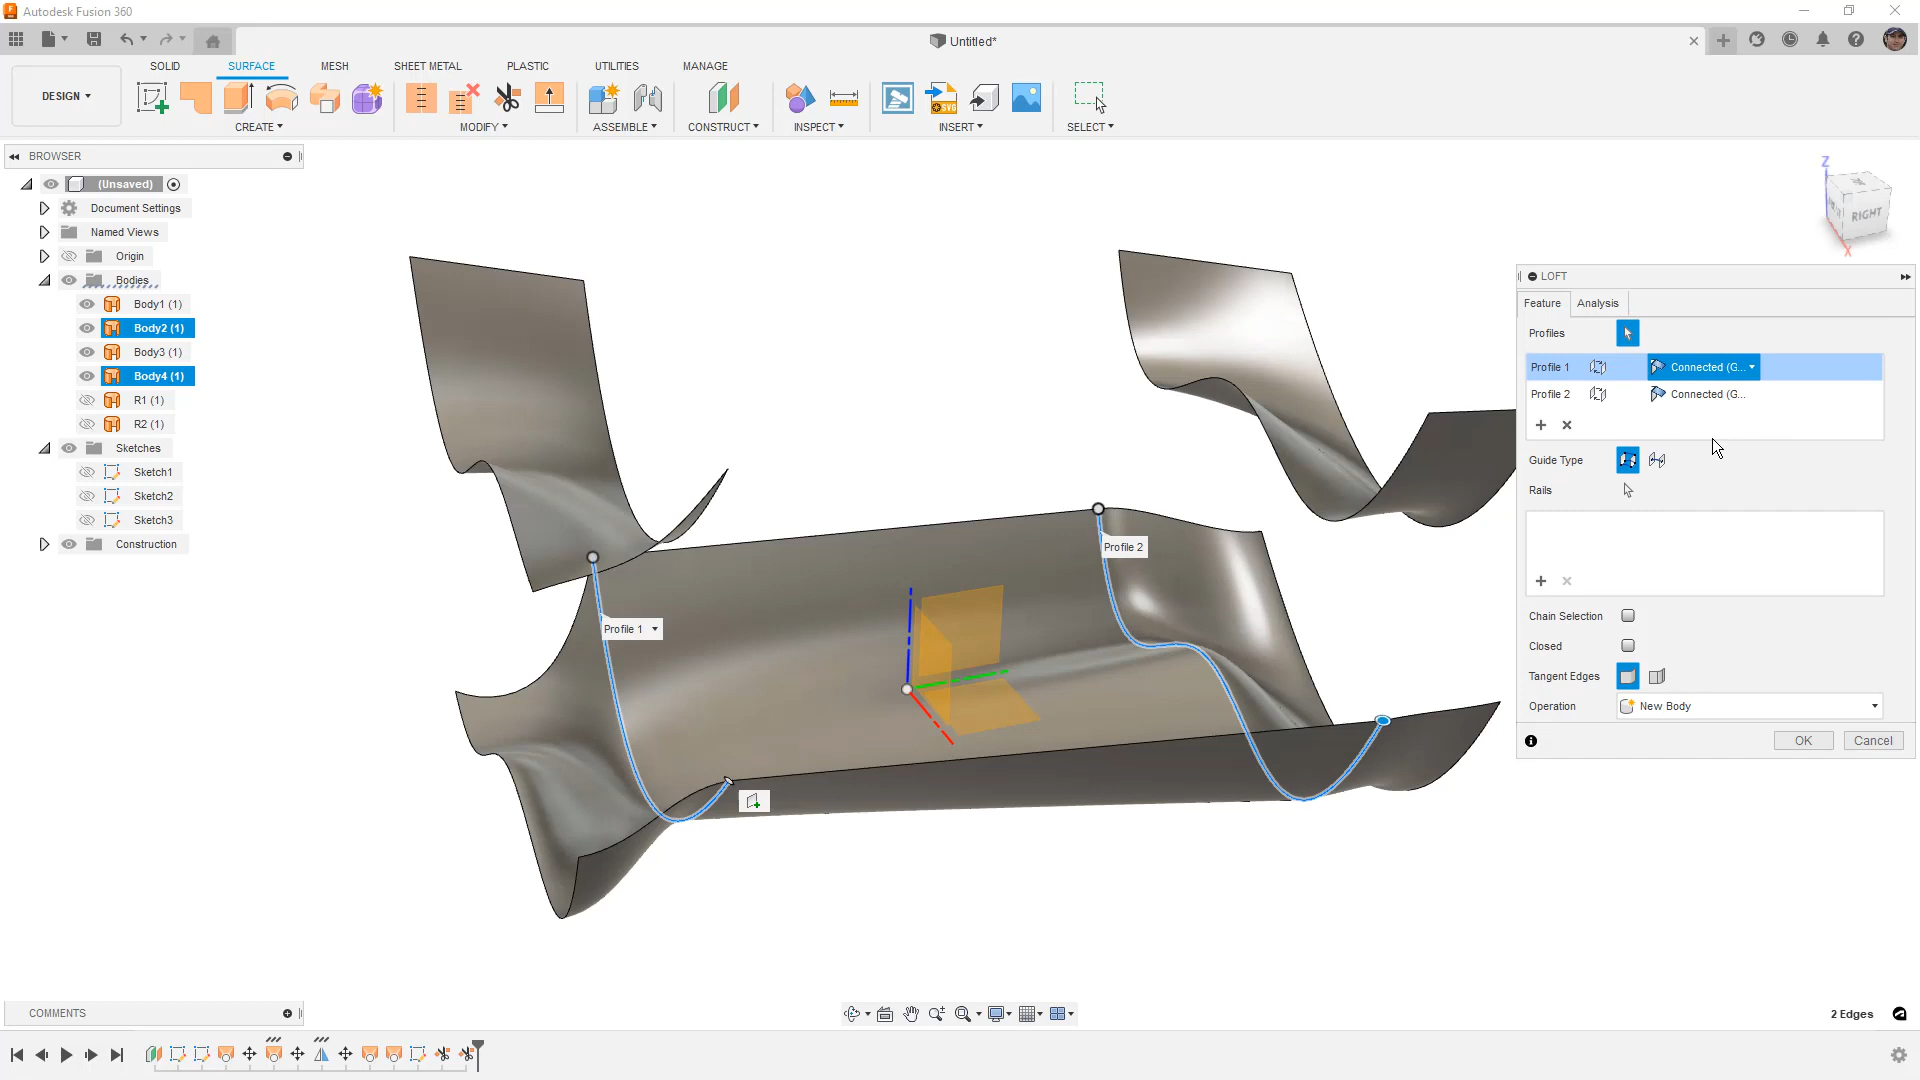 Autodesk Fusion 360
Untitled*
SOLID
SURFACE
MESH
SHEET METAL
PLASTIC
UTILITIES
MANAGE
DESIGN
CREATE
MODIFY
ASSEMBLE
CONSTRUCT
INSPECT
INSERT
SELECT
SVG
BROWSER
(Unsaved)
Document Settings
Named Views
Origin
Bodies
Body1 (1)
Body2 (1)
Body3 (1)
Body4 (1)
R1 (1)
R2 (1)
Sketches
Sketch1
Sketch2
Sketch3
Construction
Z
RIGHT
X
Profile 2
Profile 1
LOFT
Feature
Analysis
Profiles
Profile 1
Connected (G...
Profile 2
Connected (G...
Guide Type
Rails
Chain Selection
Closed
Tangent Edges
Operation
New Body
OK
Cancel
COMMENTS
2 Edges